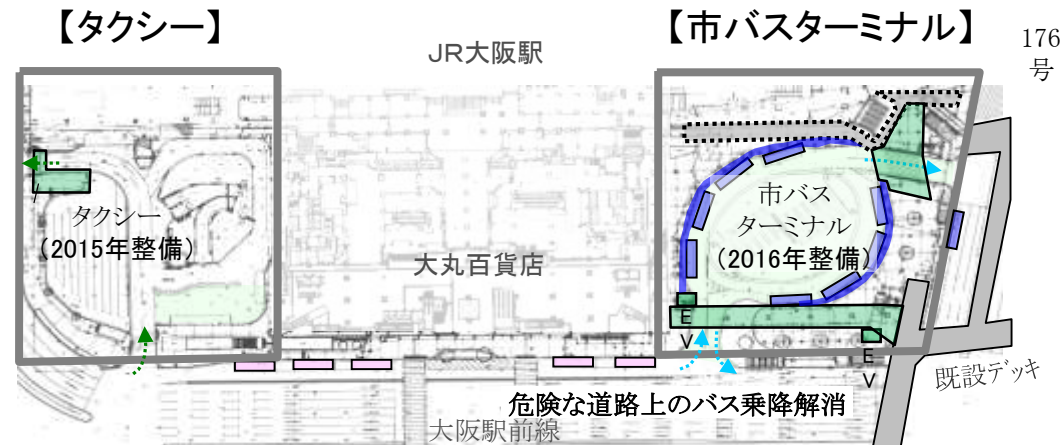 【タクシー】
【市バスターミナル】
176
号
JR大阪駅
タクシー
(2015年整備)
市バス
ターミナル
(2016年整備)
大丸百貨店
EV
EV
既設デッキ
危険な道路上のバス乗降解消
大阪駅前線